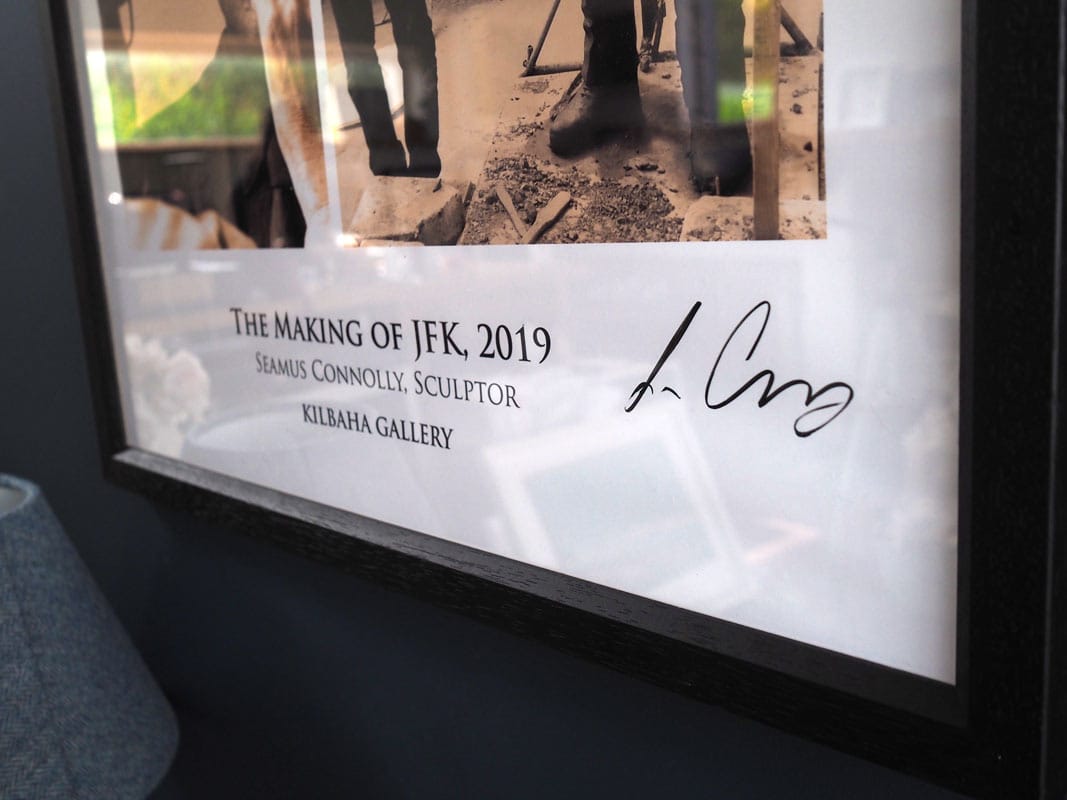 The Making of JFK, 2019
Seamus Connolly, Sculptor
KILBAHA GALLERY